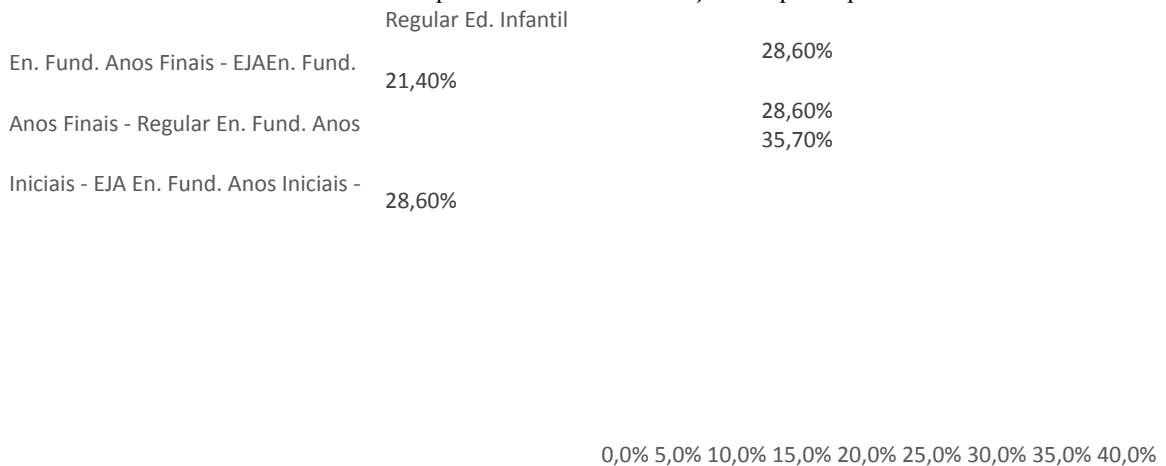 Regular Ed. Infantil
28,60%
En. Fund. Anos Finais - EJAEn. Fund.
21,40%
28,60%
Anos Finais - Regular En. Fund. Anos
35,70%
Iniciais - EJA En. Fund. Anos Iniciais -
28,60%
0,0% 5,0% 10,0% 15,0% 20,0% 25,0% 30,0% 35,0% 40,0%